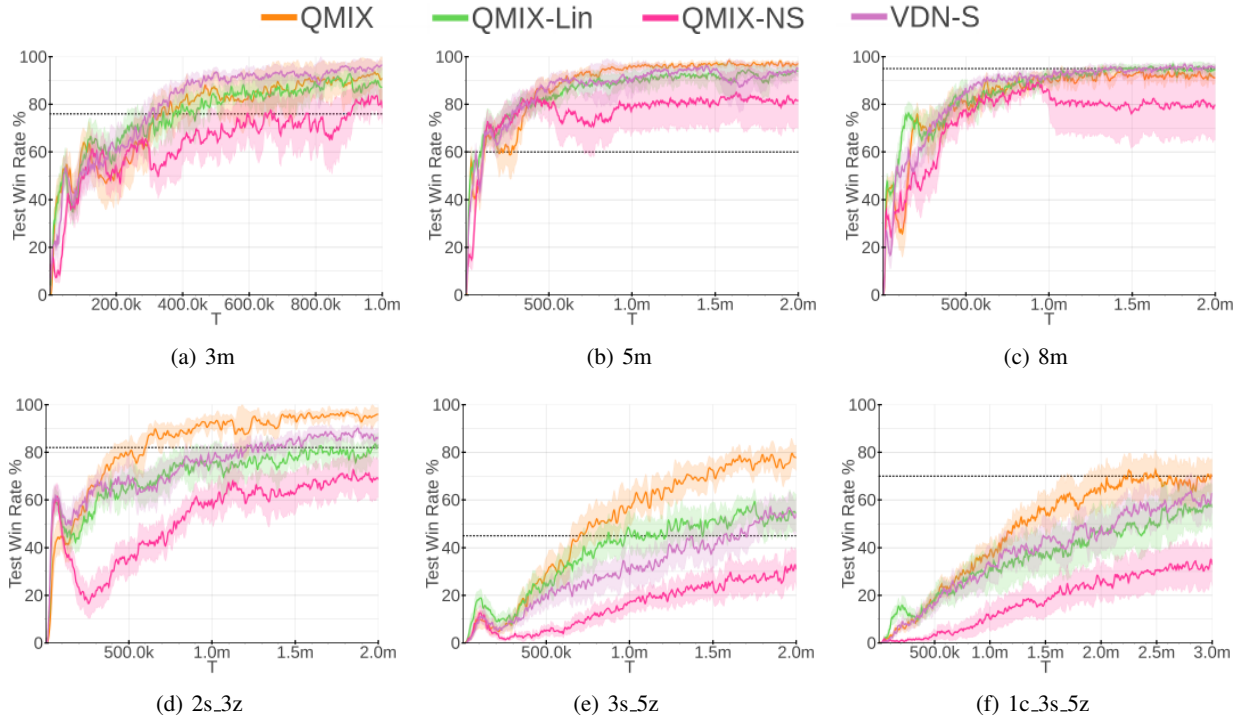 QMIX QMIX-Lin QMIX-NS VDN-S
Test Win Rate %
100
80
60
40
20
0
200.0k 400.0k 600.0k 800.0k 1.0m
T
(a) 3m
Test Win Rate %
100
80
60
40
20
0
500.0k 1.0m 1.5m 2.0m
T
(b) 5m
Test Win Rate %
100
80
60
40
20
0
500.0k 1.0m 1.5m 2.0m
T
(c) 8m
Test Win Rate %
100
80
60
40
20
0
500.0k 1.0m 1.5m 2.0m
T
(d) 2s_3z
Test Win Rate %
100
80
60
40
20
0
500.0k 1.0m 1.5m 2.0m
T
(e) 3s_5z
Test Win Rate %
100
80
60
40
20
0
500.0k 1.0m 1.5m 2.0m 2.5m 3.0m
T
(f) 1c_3s_5z